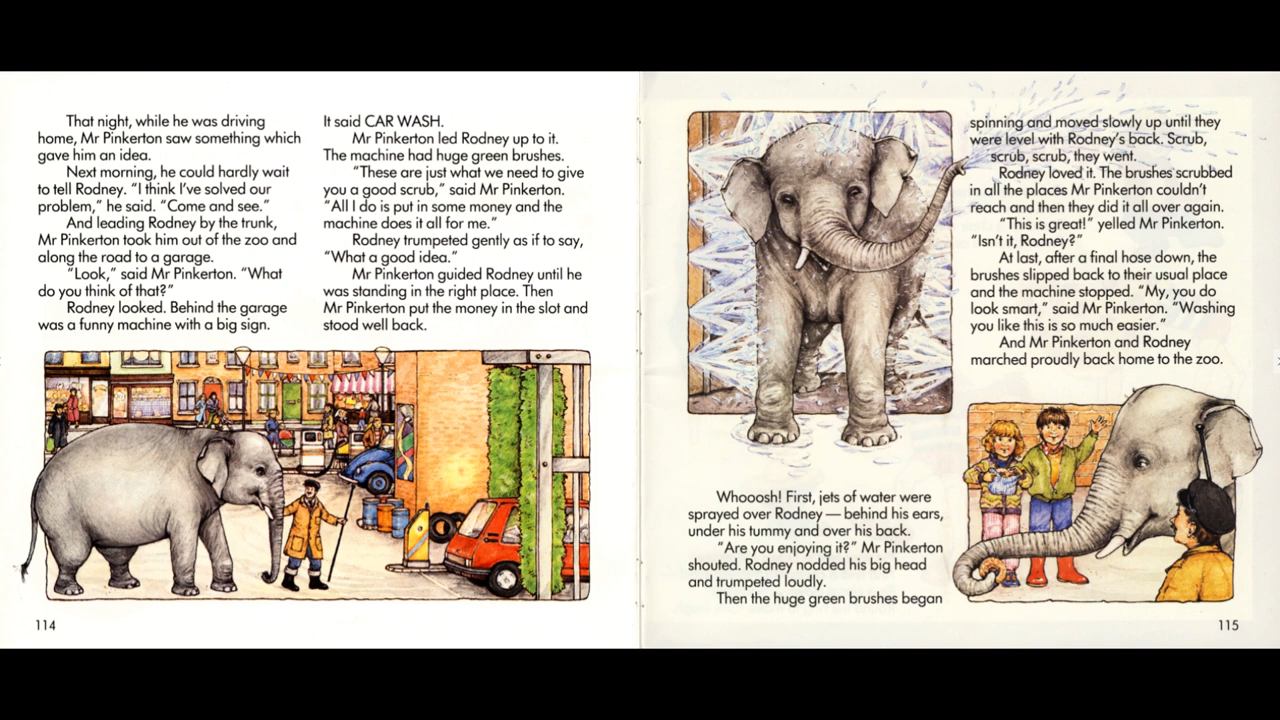 That night, while he was driving
home, Mr Pinkerton saw something which
gave him an idea.
Next morning, he could hardly wait
to tell Rodney. “I think I’ve solved our
problem,” he said. “Come and see.”
And leading Rodney by the trunk,
Mr Pinkerton took him out of the zoo and
along the road to a garage.
“Look,” said Mr Pinkerton. “What
do you think of that?”
Rodney looked. Behind the garage
was a funny machine with a big sign.
It said CAR WASH.
Mr Pinkerton led Rodney up to it.
The machine had huge green brushes.
“These are just what we need to give
you a good scrub,” said Mr Pinkerton.
“All I do is put in some money and the
machine does it all for me.”
Rodney trumpeted gently as if to say,
“What a good idea.”
Mr Pinkerton guided Rodney until he
was standing in the right place. Then
Mr Pinkerton put the money in the slot and
stood well back.
114
Whooosh! First, jets of water were
sprayed over Rodney — behind his ears,
under his tummy and over his back.
“Are you enjoying it?” Mr Pinkerton
shouted. Rodney nodded his big head
and trumpeted loudly.
Then the huge green brushes began
spinning and moved slowly up until they
were level with Rodney’s back. Scrub,
scrub, scrub, they went.
Rodney loved it. The brushes scrubbed
in all the places Mr Pinkerton couldn’t
reach and then they did it all over again.
“This is great!” yelled Mr Pinkerton.
“Isn’t it, Rodney?”
At last, after a final hose down, the
brushes slipped back to their usual place
and the machine stopped. “My, you do
look smart,” said Mr Pinkerton. “Washing
you like this is so much easier.”
And Mr Pinkerton and Rodney
marched proudly back home to the zoo.
115